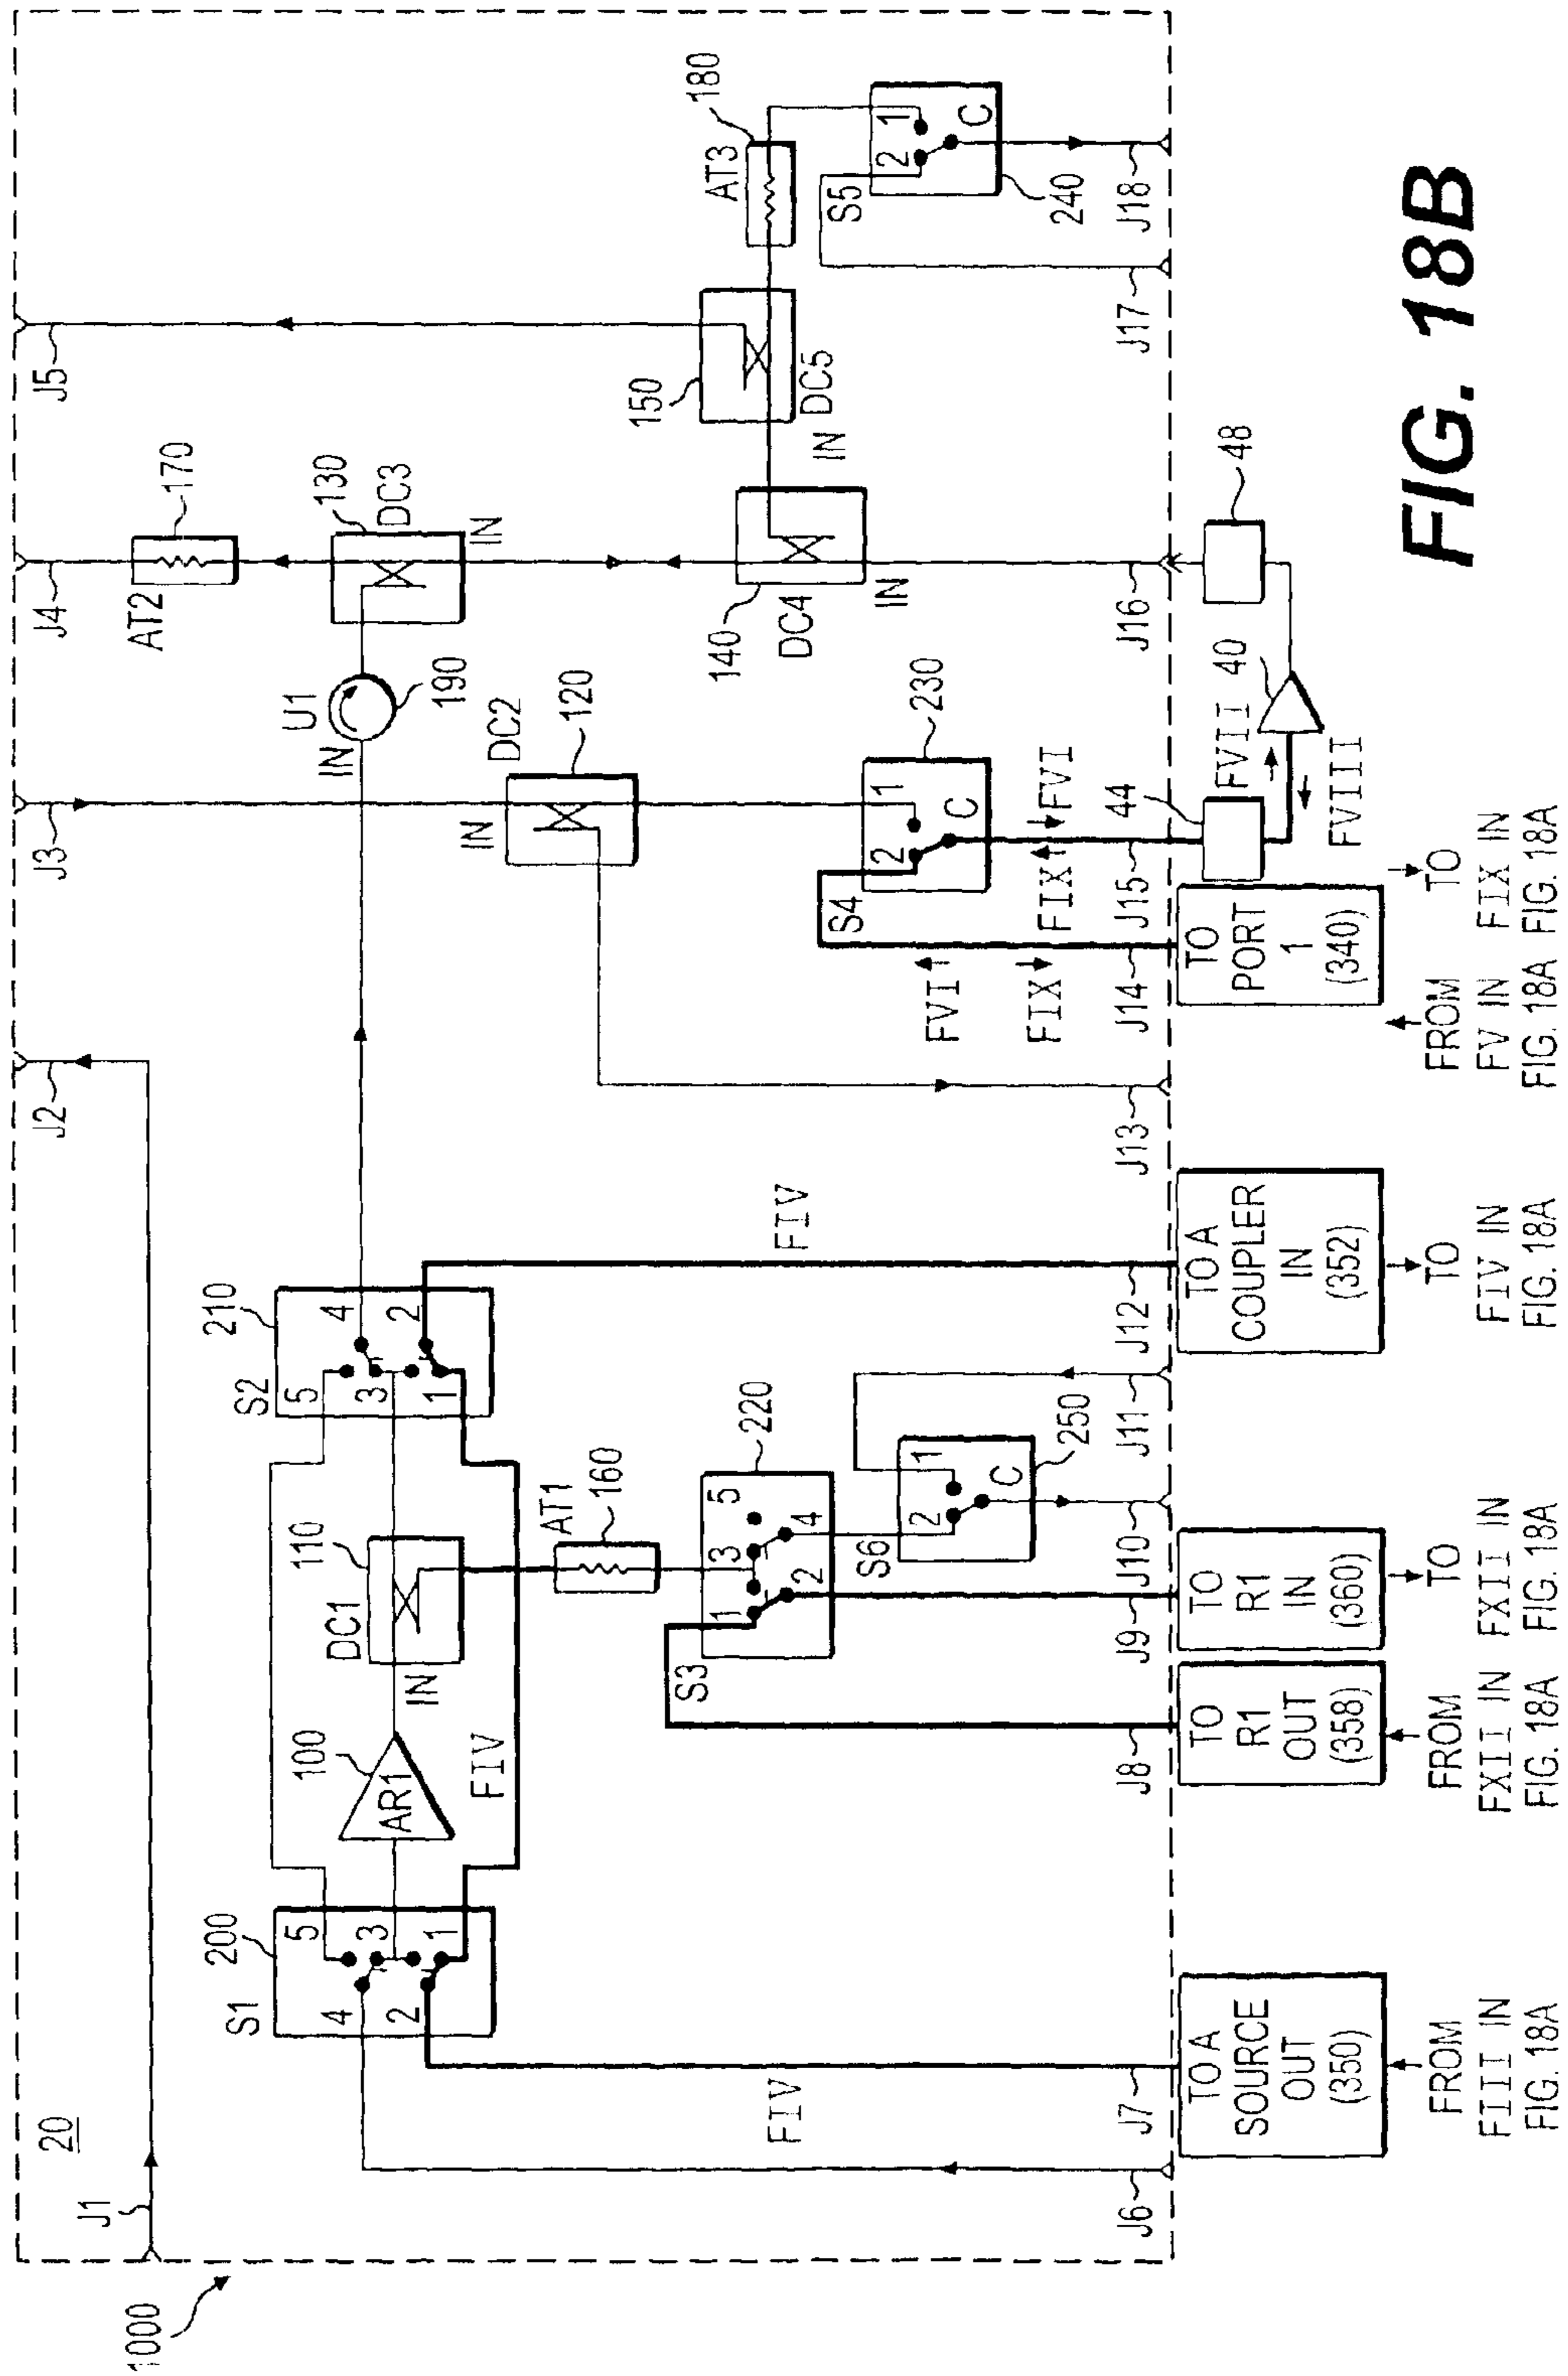 1000
20
J1
J2
J3
J4
J5
AT2
170
130
DC3
IN
U1
IN
190
DC2
IN
120
140
DC4
IN
150
DC5
IN
AT3
180
S5
2
1
C
240
S1
200
4
5
2
3
1
100
AR1
DC1
110
IN
FIV
S2
210
5
4
3
2
1
AT1
160
S3
220
1
3
5
2
4
S6
2
1
C
250
S4
230
2
1
C
FIV
FIV
FVI
FIX
FIX
FVI
J6
J7
J8
J9
J10
J11
J12
J13
J14
J15
J16
J17
J18
TO A
SOURCE
OUT
(350)
FROM
FIII IN
FIG. 18A
TO
R1
OUT
(358)
FROM
FXII IN
FIG. 18A
TO
R1
IN
(360)
TO
FXII IN
FIG. 18A
TO A
COUPLER
IN
(352)
TO
FIV IN
FIG. 18A
TO
PORT
1
(340)
FROM
FV IN
FIG. 18A
TO
FIX IN
FIG. 18A
44
FVII
40
FVIII
48
FIG. 18B